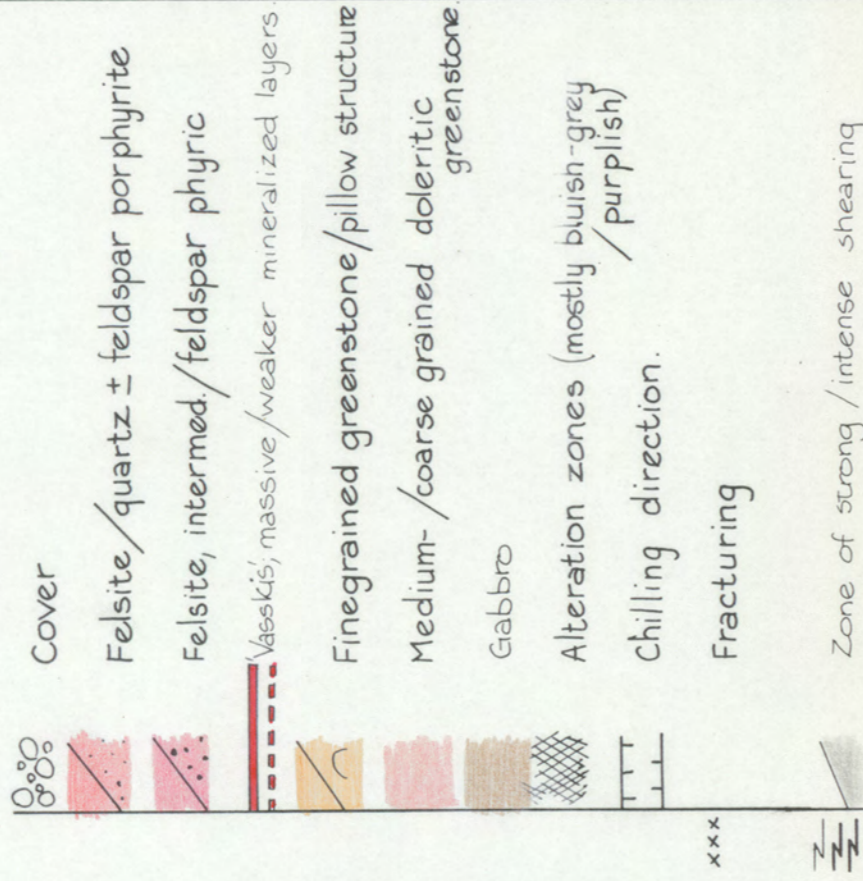 Cover
Felsite/quartz ± feldspar porphyrite
Felsite, intermed./feldspar phyric
'Vasskis'; massive/weaker mineralized layers.
Finegrained greenstone/pillow structure
Medium-/coarse grained doleritic
greenstone.
Gabbro
Alteration zones (mostly bluish-grey
/purplish)
Chilling direction.
xxx Fracturing
Zone of strong/intense shearing